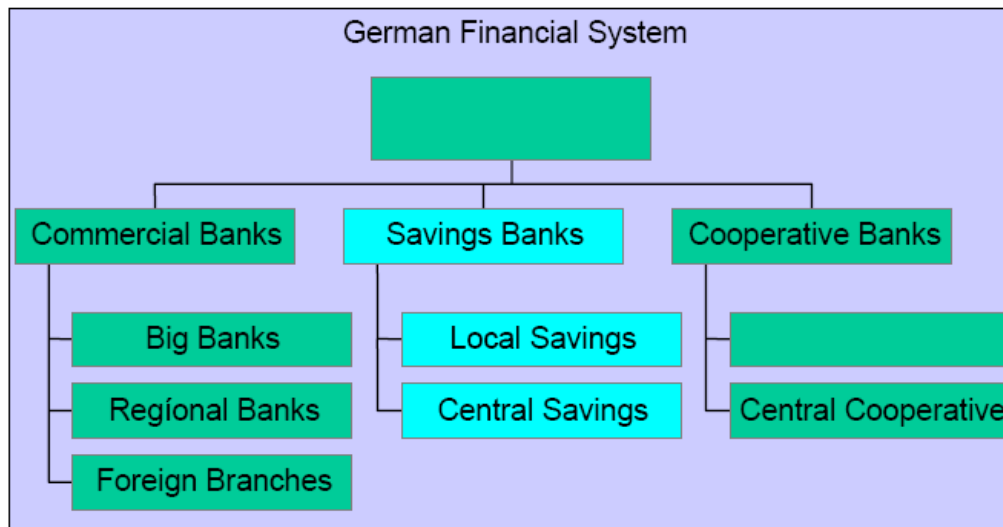 German Financial System
Commercial Banks
Savings Banks
Cooperative Banks
Big Banks
Local Savings
Regíonal Banks
Central Savings
Central Cooperative
Foreign Branches